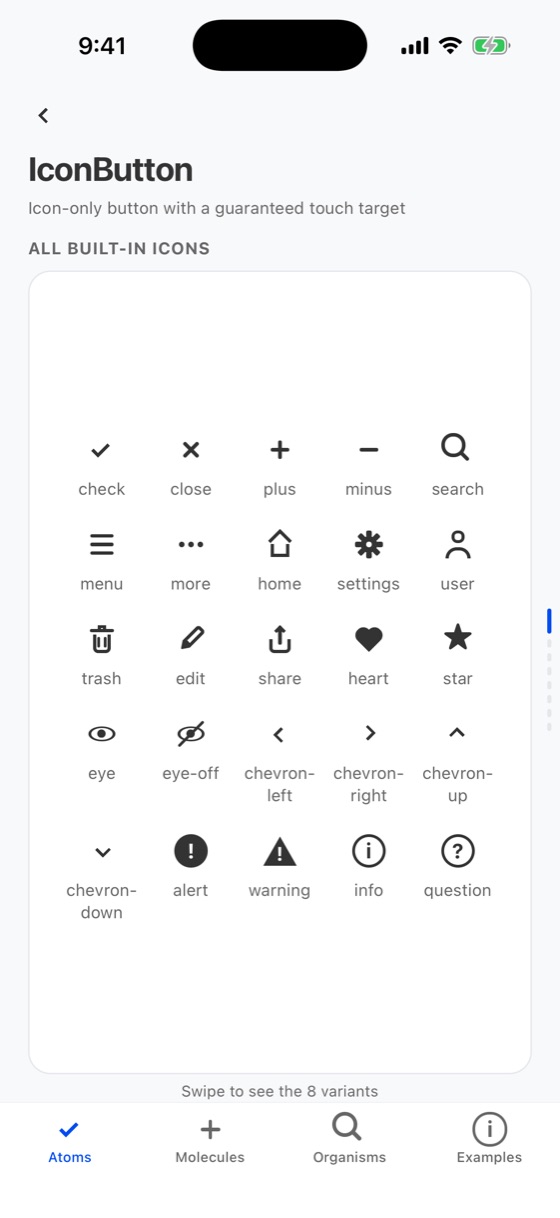 9:41
IconButton
Icon-only button with a guaranteed touch target
ALL BUILT-IN ICONS
check close plus minus search
menu more home settings user
trash edit share heart star
eye eye-off chevron-left chevron-right chevron-up
chevron-down alert warning info question
Swipe to see the 8 variants
Atoms Molecules Organisms Examples